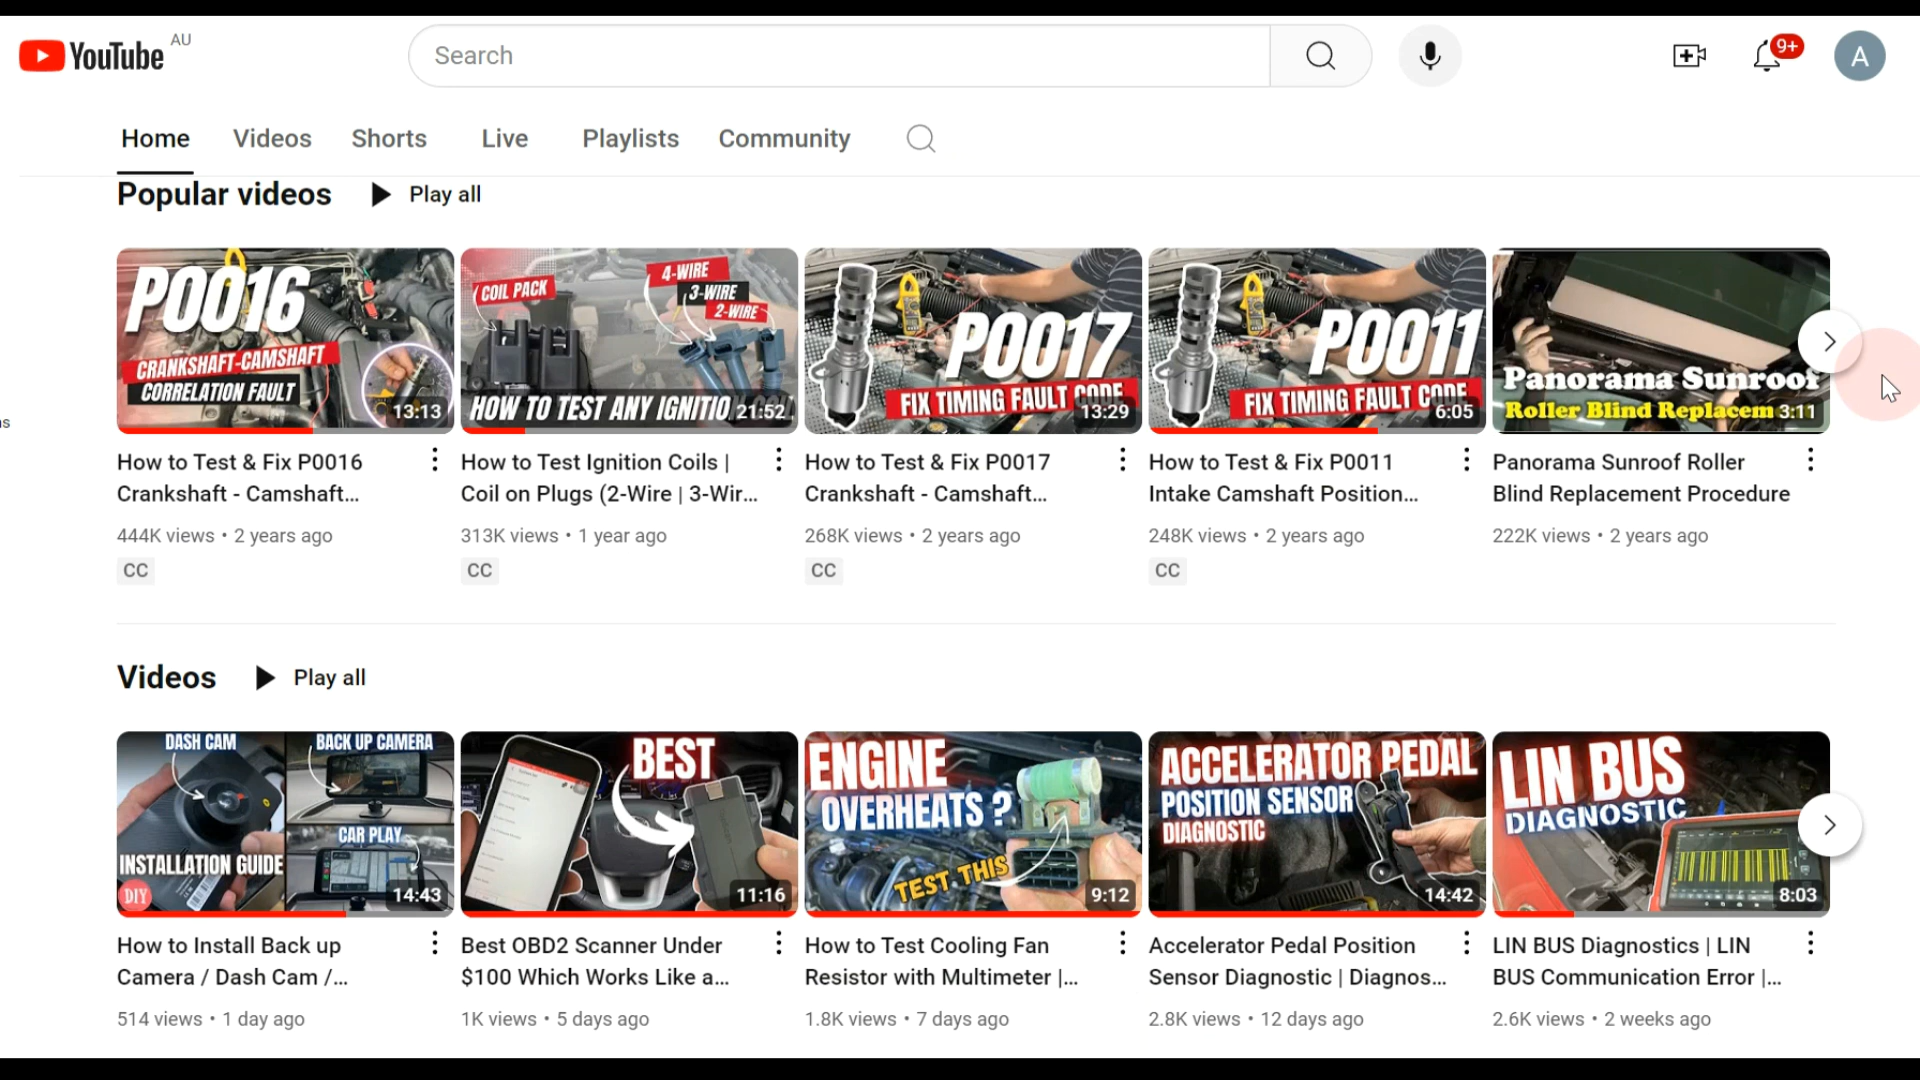 YouTube AU
Search
9+
A
Home Videos Shorts Live Playlists Community
Popular videos Play all
P0016
CRANKSHAFT-CAMSHAFT
CORRELATION FAULT
13:13
COIL PACK
4-WIRE
3-WIRE
2-WIRE
HOW TO TEST ANY IGNITIO
21:52
P0017
FIX TIMING FAULT CODE
13:29
P0011
FIX TIMING FAULT CODE
6:05
Panorama Sunroof
Roller Blind Replacem
3:11
How to Test & Fix P0016
Crankshaft - Camshaft...
444K views • 2 years ago
CC
How to Test Ignition Coils |
Coil on Plugs (2-Wire | 3-Wir...
313K views • 1 year ago
CC
How to Test & Fix P0017
Crankshaft - Camshaft...
268K views • 2 years ago
CC
How to Test & Fix P0011
Intake Camshaft Position...
248K views • 2 years ago
CC
Panorama Sunroof Roller
Blind Replacement Procedure
222K views • 2 years ago
Videos Play all
DASH CAM
BACK UP CAMERA
CAR PLAY
INSTALLATION GUIDE
DIY
14:43
BEST
11:16
ENGINE
OVERHEATS ?
TEST THIS
9:12
ACCELERATOR PEDAL
POSITION SENSOR
DIAGNOSTIC
14:42
LIN BUS
DIAGNOSTIC
8:03
How to Install Back up
Camera / Dash Cam /...
514 views • 1 day ago
Best OBD2 Scanner Under
$100 Which Works Like a...
1K views • 5 days ago
How to Test Cooling Fan
Resistor with Multimeter |...
1.8K views • 7 days ago
Accelerator Pedal Position
Sensor Diagnostic | Diagnos...
2.8K views • 12 days ago
LIN BUS Diagnostics | LIN
BUS Communication Error |...
2.6K views • 2 weeks ago